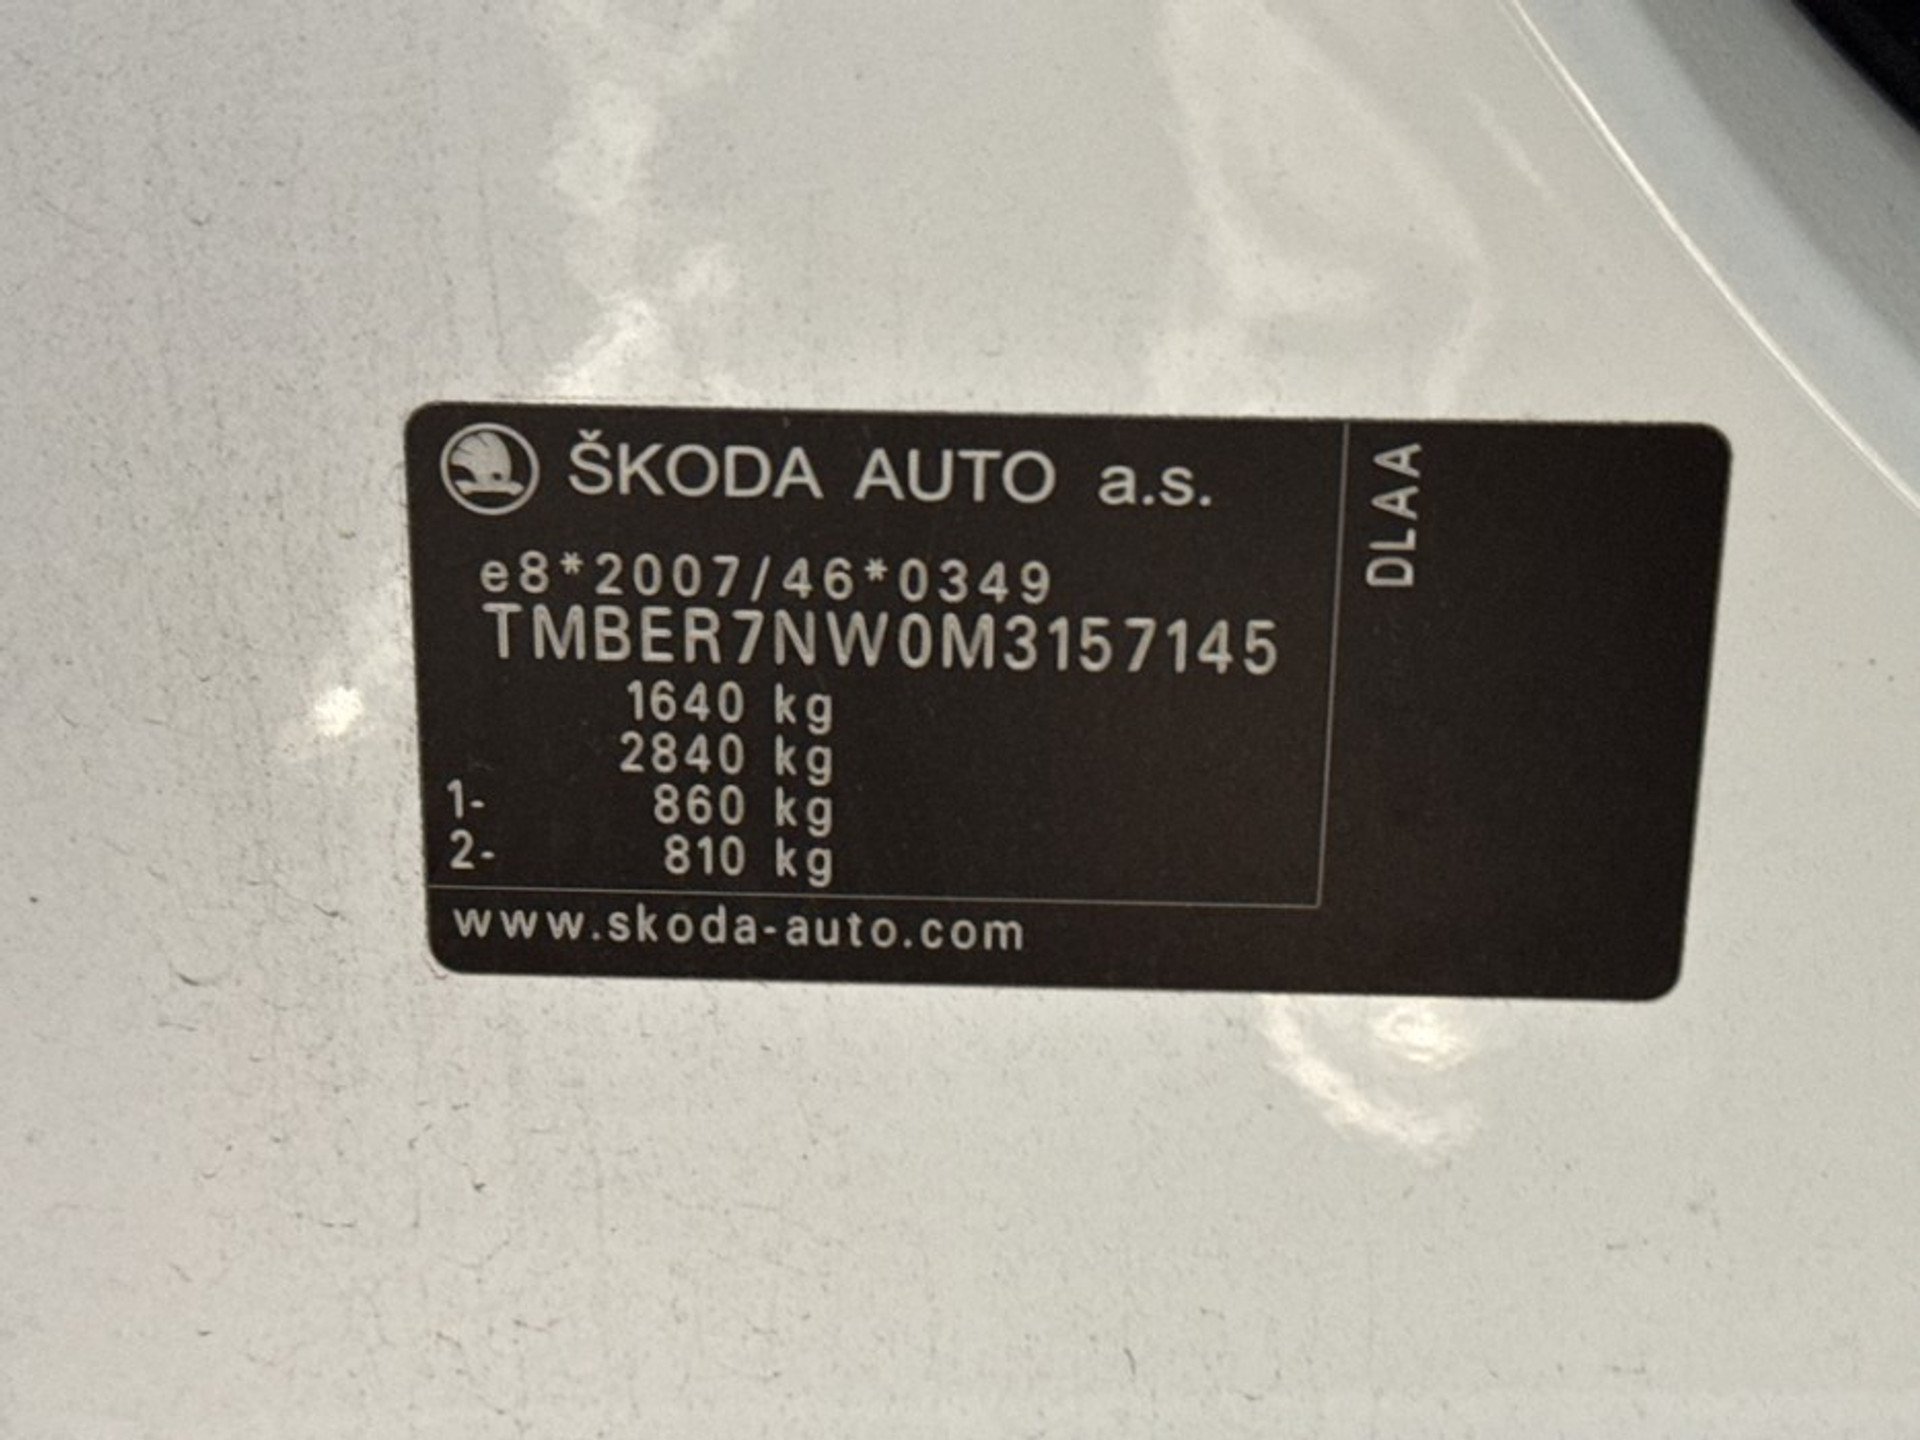 ŠKODA AUTO a.s.
e8*2007/46*0349
TMBER7NW0M3157145
1640 kg
2840 kg
1- 860 kg
2- 810 kg
www.skoda-auto.com
DLAA